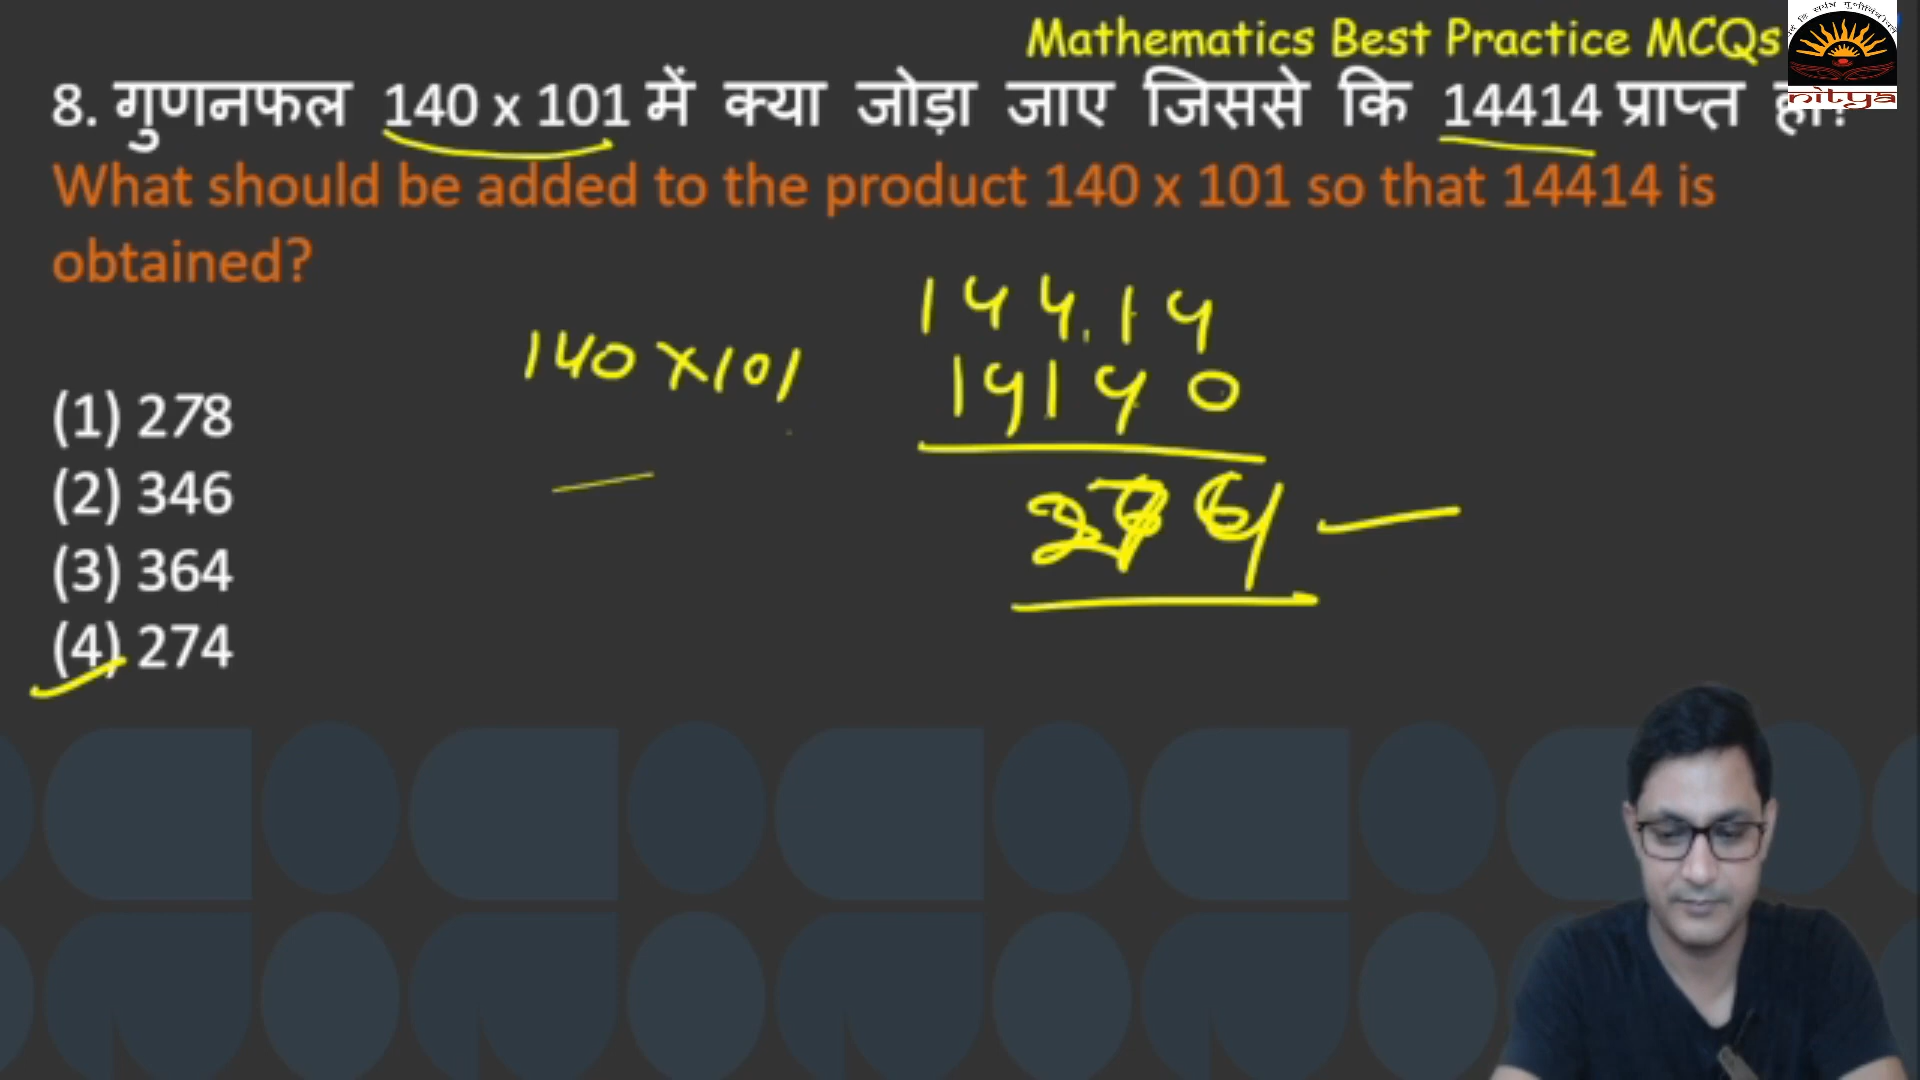 Mathematics Best Practice MCQs
8. गुणनफल 140 x 101 में क्या जोड़ा जाए जिससे कि 14414 प्राप्त हो?
What should be added to the product 140 x 101 so that 14414 is
obtained?
14414
140 x 101
14140
(1) 278
(2) 346
(3) 364
(4) 274
nitya